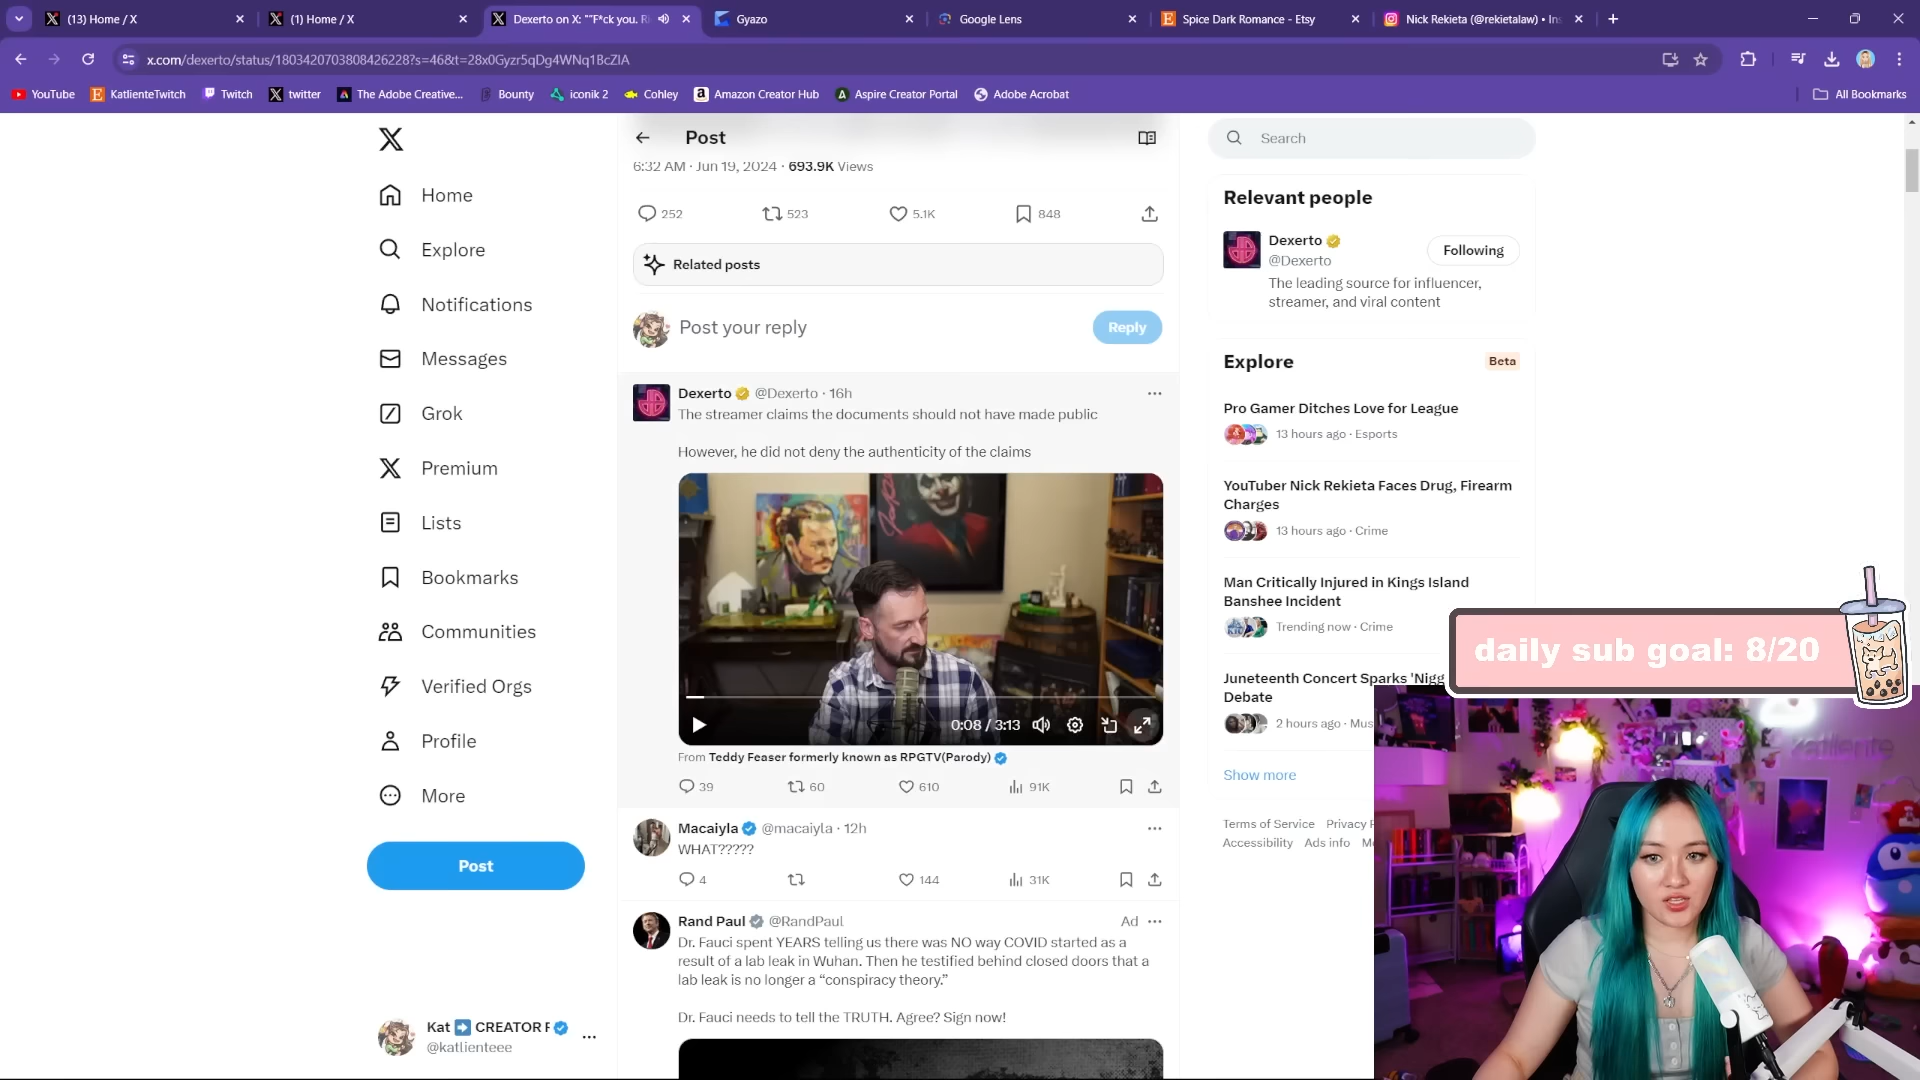 (13) Home / X
(1) Home / X
Dexerto on X: ""F*ck you. Ri
Gyazo
Google Lens
Spice Dark Romance - Etsy
Nick Rekieta (@rekietalaw) • Ins
x.com/dexerto/status/1803420703808426228?s=46&t=28x0Gyzr5qDg4WNq1BcZIA
YouTube
KatlienteTwitch
Twitch
twitter
The Adobe Creative...
Bounty
iconik 2
Cohley
Amazon Creator Hub
Aspire Creator Portal
Adobe Acrobat
All Bookmarks
Home
Explore
Notifications
Messages
Grok
Premium
Lists
Bookmarks
Communities
Verified Orgs
Profile
More
Post
Kat ➡️ CREATOR F
@katlienteee
Post
6:32 AM · Jun 19, 2024 · 693.9K Views
252
523
5.1K
848
Related posts
Post your reply
Reply
Dexerto @Dexerto · 16h
The streamer claims the documents should not have made public
However, he did not deny the authenticity of the claims
0:08 / 3:13
From Teddy Feaser formerly known as RPGTV(Parody)
39
60
610
91K
Macaiyla @macaiyla · 12h
WHAT?????
4
144
31K
Rand Paul @RandPaul
Ad
Dr. Fauci spent YEARS telling us there was NO way COVID started as a
result of a lab leak in Wuhan. Then he testified behind closed doors that a
lab leak is no longer a “conspiracy theory.”
Dr. Fauci needs to tell the TRUTH. Agree? Sign now!
Search
Relevant people
Dexerto
@Dexerto
Following
The leading source for influencer,
streamer, and viral content
Explore
Beta
Pro Gamer Ditches Love for League
13 hours ago · Esports
YouTuber Nick Rekieta Faces Drug, Firearm
Charges
13 hours ago · Crime
Man Critically Injured in Kings Island
Banshee Incident
Trending now · Crime
Juneteenth Concert Sparks 'Nigg
Debate
2 hours ago · Mus
Show more
Terms of Service Privacy P
Accessibility Ads info M
daily sub goal: 8/20
katliente